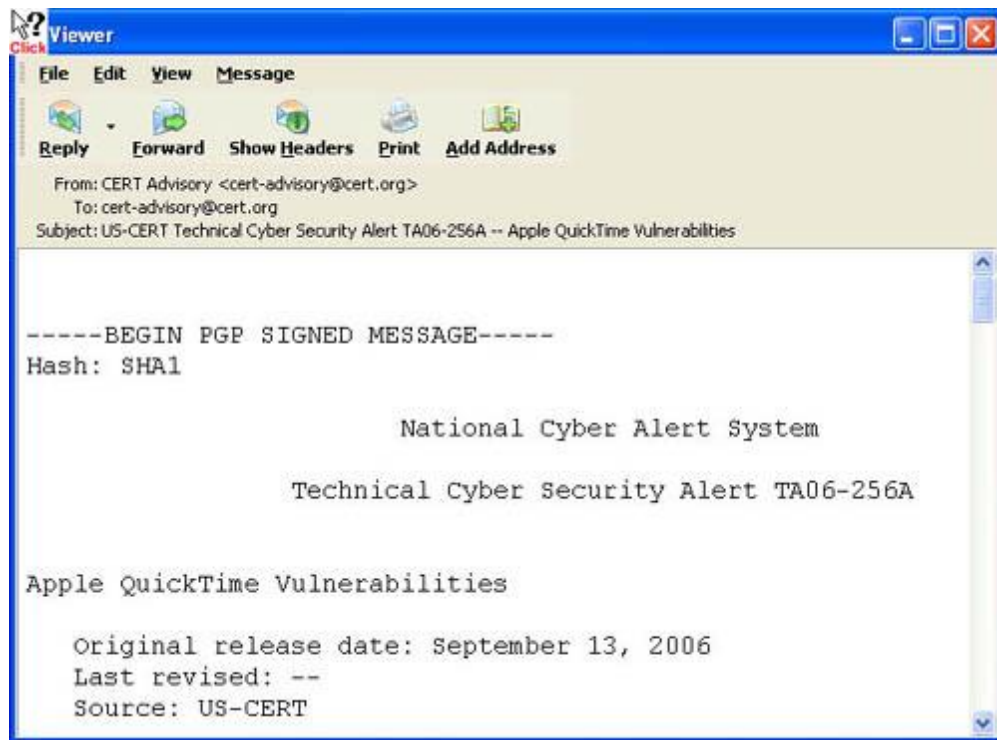 ?
Click
Viewer
File Edit View Message
Reply Forward Show Headers Print Add Address
From: CERT Advisory <cert-advisory@cert.org>
To: cert-advisory@cert.org
Subject: US-CERT Technical Cyber Security Alert TA06-256A -- Apple QuickTime Vulnerabilities
-----BEGIN PGP SIGNED MESSAGE-----
Hash: SHA1
National Cyber Alert System
Technical Cyber Security Alert TA06-256A
Apple QuickTime Vulnerabilities
Original release date: September 13, 2006
Last revised: --
Source: US-CERT